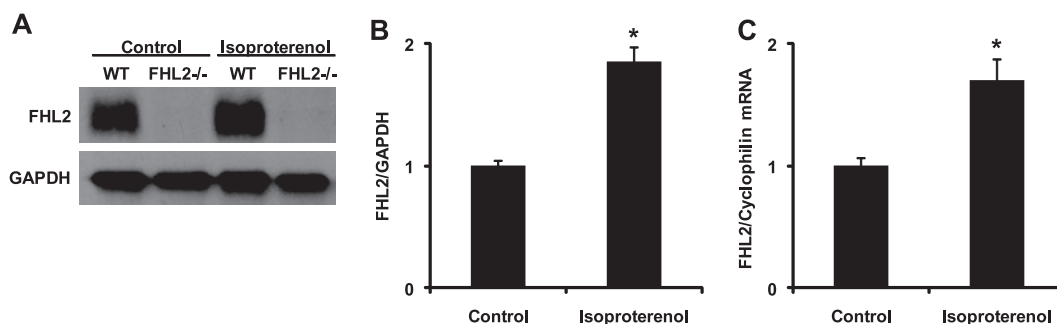 A
Control Isoproterenol
WT FHL2-/- WT FHL2-/-
FHL2
GAPDH
B
FHL2/GAPDH
2
1
0
*
Control Isoproterenol
C
FHL2/Cyclophilin mRNA
2
1
0
*
Control Isoproterenol